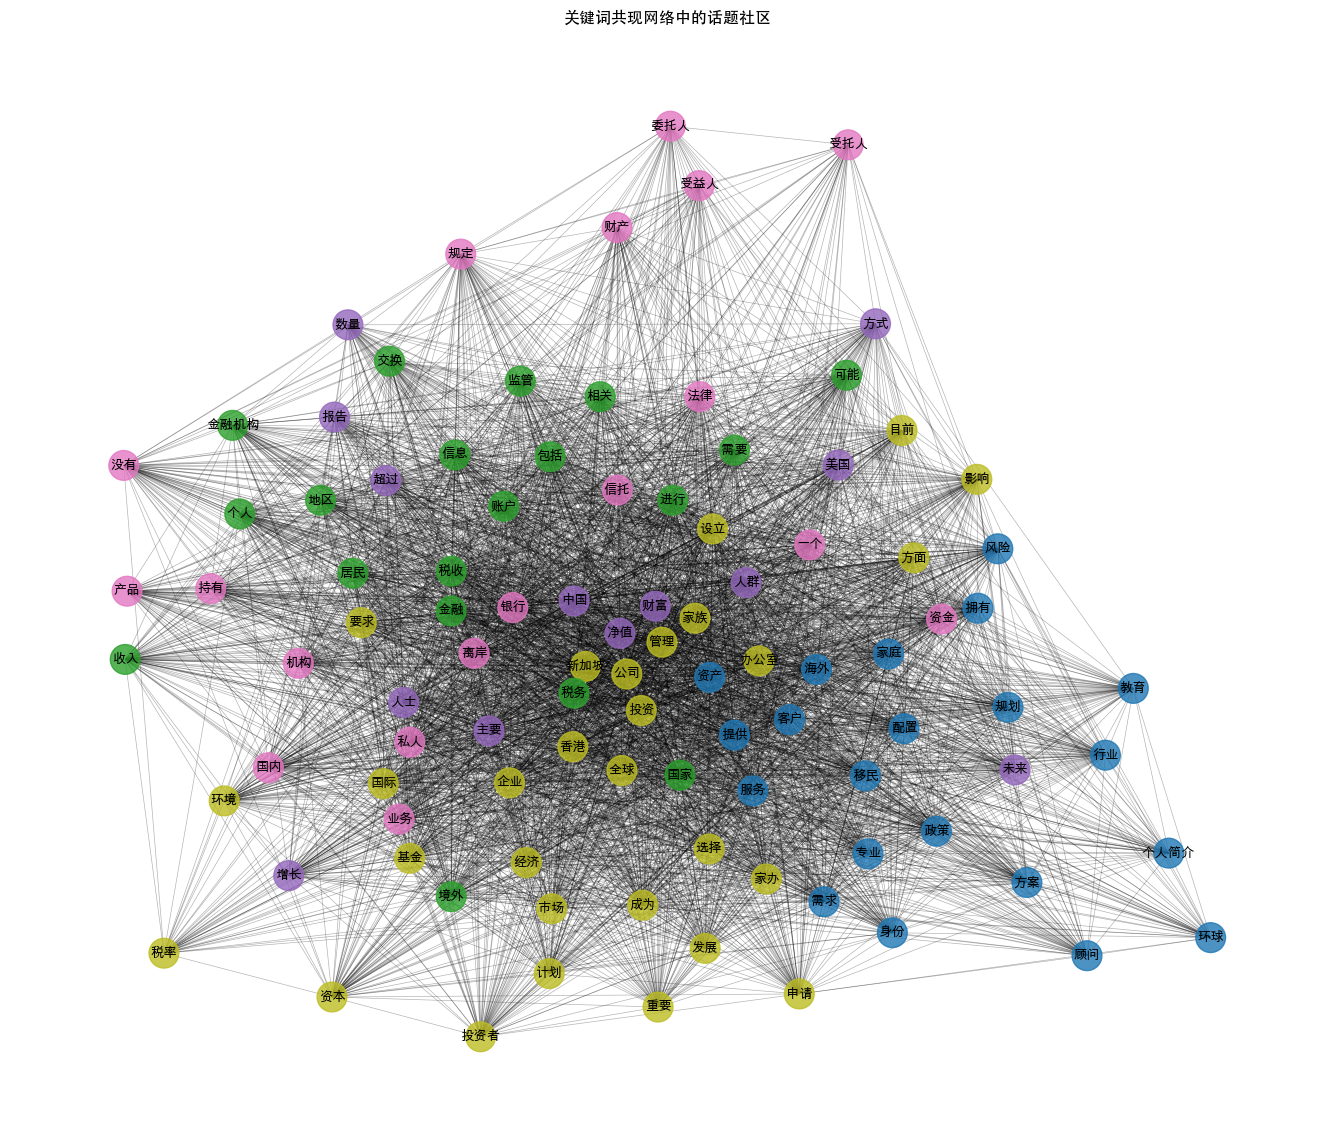 关键词共现网络中的话题社区
委托人
受托人
受益人
财产
规定
数量
方式
交换
可能
监管
相关
法律
报告
金融机构
目前
需要
信息
包括
没有
美国
超过
影响
信托
地区
进行
账户
个人
设立
一个
风险
方面
税收
居民
人群
持有
产品
中国
财富
银行
拥有
金融
家族
资金
要求
净值
管理
离岸
家庭
收入
办公室
机构
新加坡
海外
公司
资产
教育
税务
人士
规划
投资
客户
配置
主要
提供
私人
香港
行业
国内
未来
全球
国家
移民
企业
国际
服务
环境
业务
政策
选择
专业
个人简介
基金
经济
增长
家办
方案
境外
需求
成为
市场
身份
环球
发展
税率
顾问
计划
申请
资本
重要
投资者